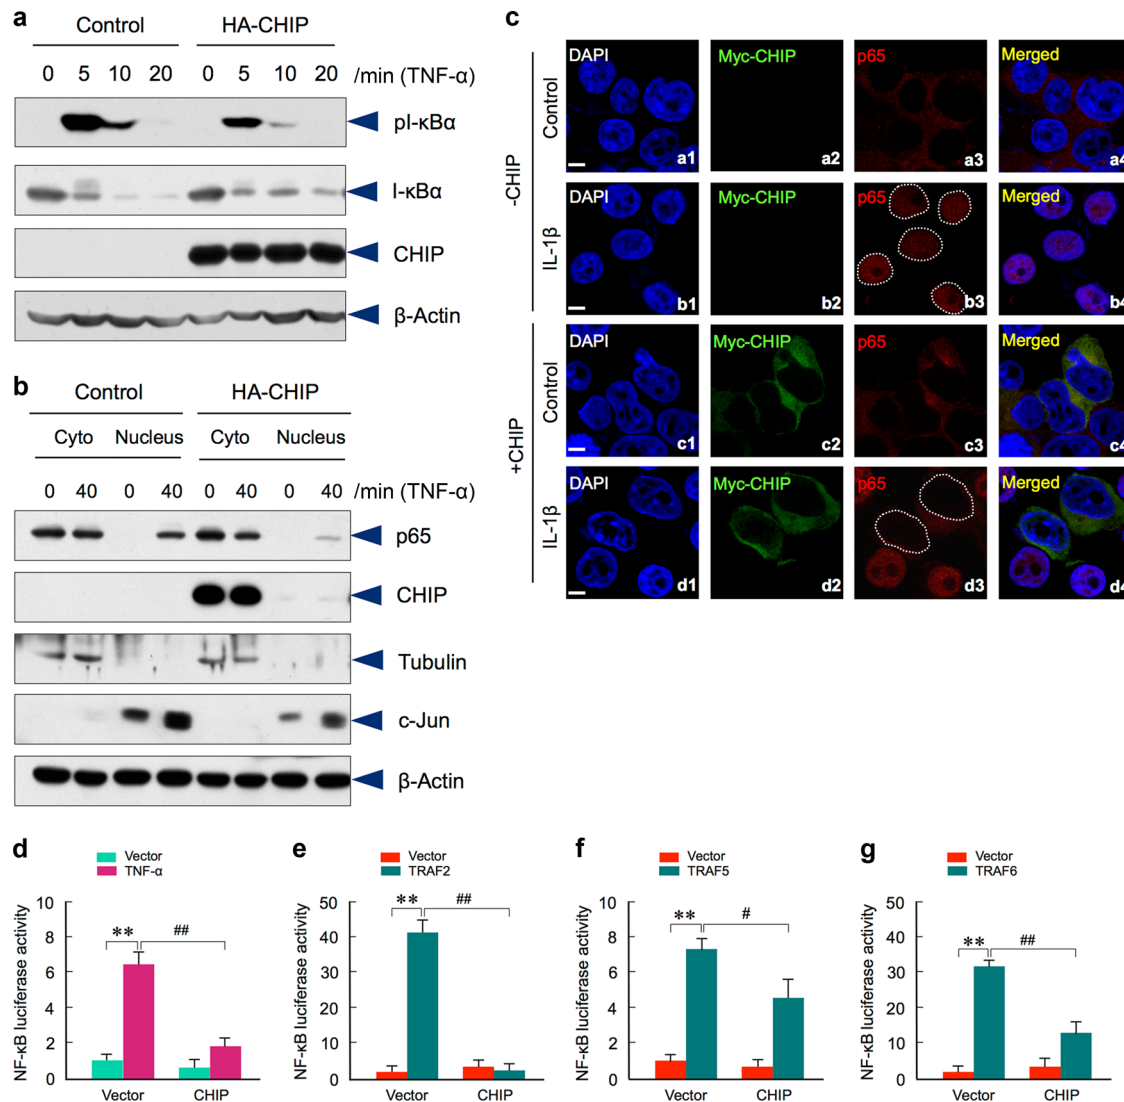 a
Control HA-CHIP
0 5 10 20 0 5 10 20 /min (TNF-α)
pI-κBα
I-κBα
CHIP
β-Actin
b
Control HA-CHIP
Cyto Nucleus Cyto Nucleus
0 40 0 40 0 40 0 40 /min (TNF-α)
p65
CHIP
Tubulin
c-Jun
β-Actin
c
-CHIP
Control
DAPI Myc-CHIP p65 Merged
a1 a2 a3 a4
IL-1β
DAPI Myc-CHIP p65 Merged
b1 b2 b3 b4
+CHIP
Control
DAPI Myc-CHIP p65 Merged
c1 c2 c3 c4
IL-1β
DAPI Myc-CHIP p65 Merged
d1 d2 d3 d4
d
Vector
TNF-α
NF-κB luciferase activity
10
8
6
4
2
0
** ##
Vector CHIP
e
Vector
TRAF2
NF-κB luciferase activity
50
40
30
20
10
0
** ##
Vector CHIP
f
Vector
TRAF5
NF-κB luciferase activity
10
8
6
4
2
0
** #
Vector CHIP
g
Vector
TRAF6
NF-κB luciferase activity
50
40
30
20
10
0
** ##
Vector CHIP